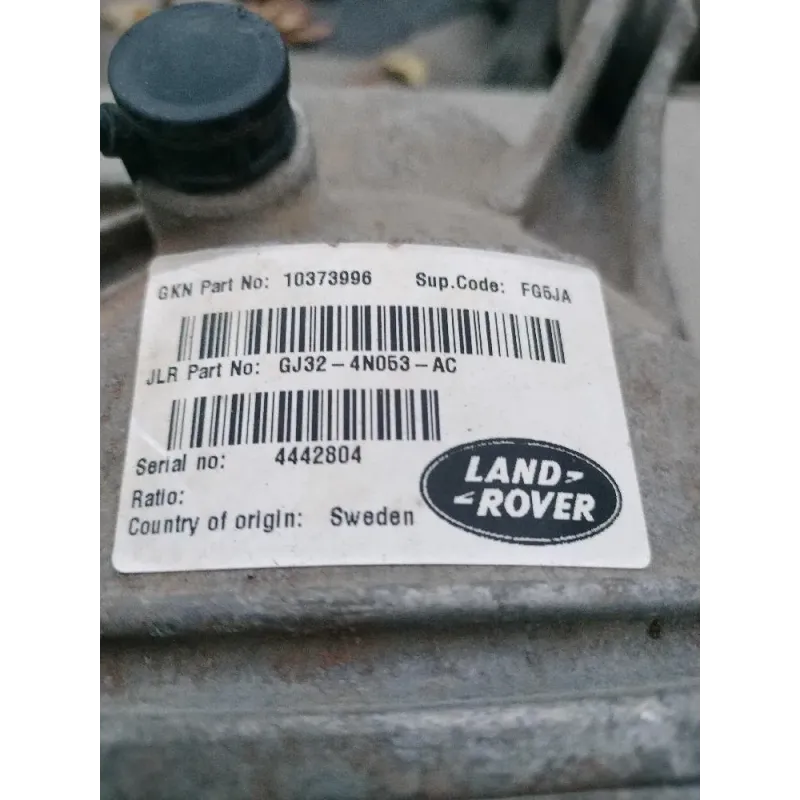 GKN Part No: 10373996 Sup.Code: FG5JA
JLR Part No: GJ32-4N053-AC
Serial no: 4442804
Ratio:
Country of origin: Sweden
LAND
ROVER